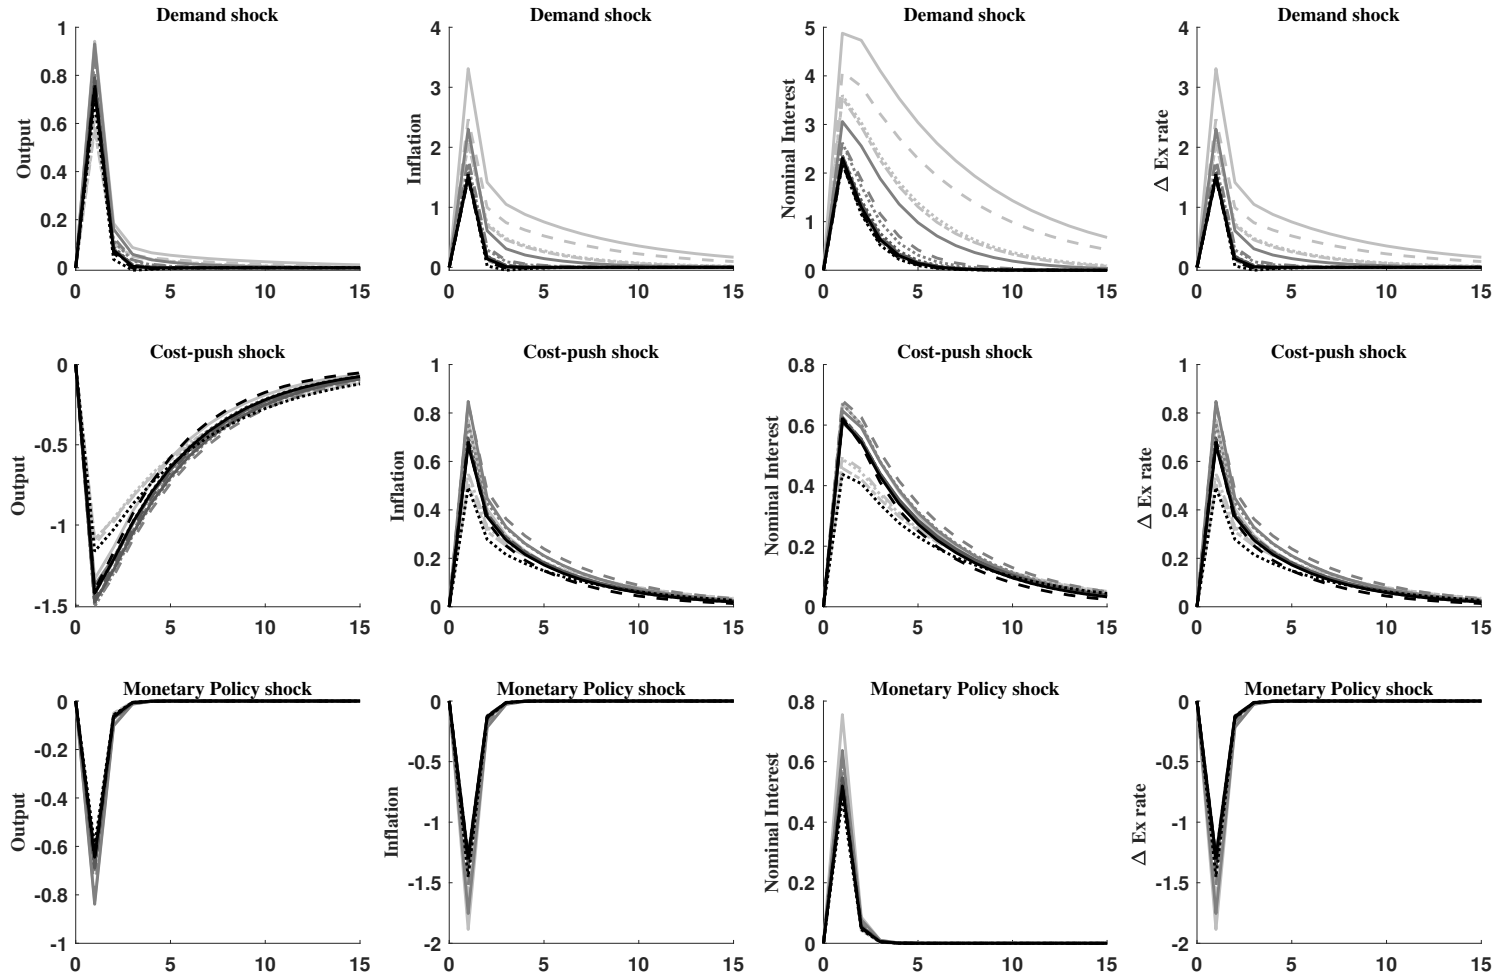 Demand shock
Output
1
0.8
0.6
0.4
0.2
0
0 5 10 15
Demand shock
Inflation
4
3
2
1
0
0 5 10 15
Demand shock
Nominal Interest
5
4
3
2
1
0
0 5 10 15
Demand shock
Δ Ex rate
4
3
2
1
0
0 5 10 15
Cost-push shock
Output
0
-0.5
-1
-1.5
0 5 10 15
Cost-push shock
Inflation
1
0.8
0.6
0.4
0.2
0
0 5 10 15
Cost-push shock
Nominal Interest
0.8
0.6
0.4
0.2
0
0 5 10 15
Cost-push shock
Δ Ex rate
1
0.8
0.6
0.4
0.2
0
0 5 10 15
Monetary Policy shock
Output
0
-0.2
-0.4
-0.6
-0.8
-1
0 5 10 15
Monetary Policy shock
Inflation
0
-0.5
-1
-1.5
-2
0 5 10 15
Monetary Policy shock
Nominal Interest
0.8
0.6
0.4
0.2
0
0 5 10 15
Monetary Policy shock
Δ Ex rate
0
-0.5
-1
-1.5
-2
0 5 10 15